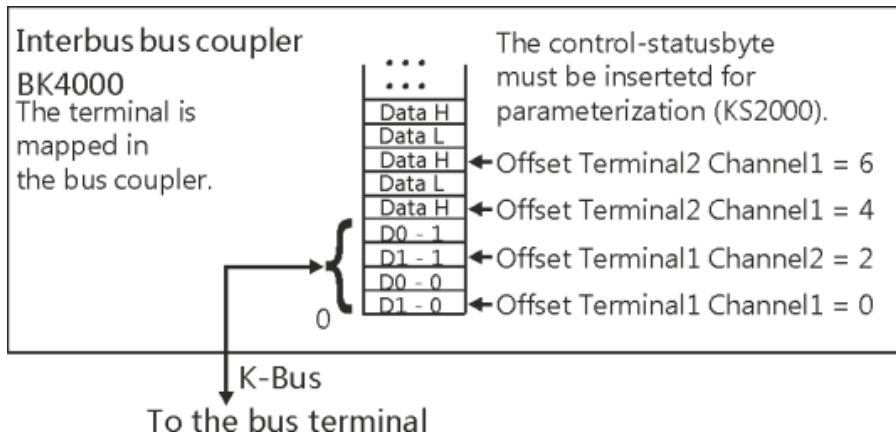 Interbus bus coupler
BK4000
The terminal is
mapped in
the bus coupler.
The control-statusbyte
must be insertetd for
parameterization (KS2000).
Data H
Data L
Data H
Offset Terminal2 Channel1 = 6
Data L
Data H
Offset Terminal2 Channel1 = 4
D0 - 1
D1 - 1
Offset Terminal1 Channel2 = 2
D0 - 0
D1 - 0
Offset Terminal1 Channel1 = 0
0
K-Bus
To the bus terminal